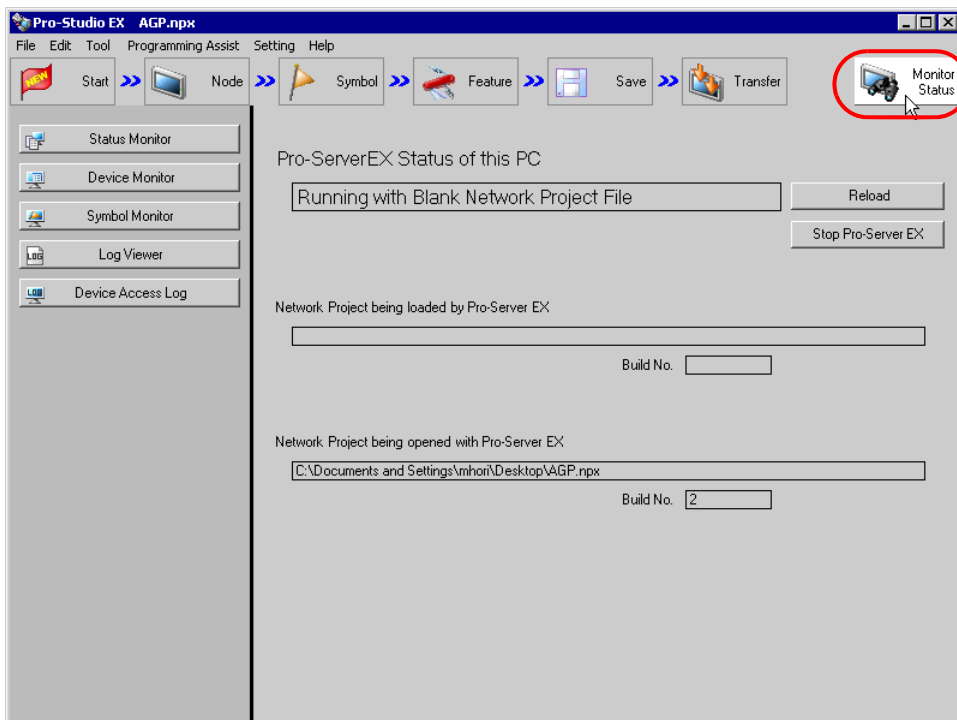 Pro-Studio EX AGP.npx
File Edit Tool Programming Assist Setting Help
NEW Start Node Symbol Feature Save Transfer Monitor Status
Status Monitor
Device Monitor
Symbol Monitor
LOG Log Viewer
LOG Device Access Log
Pro-ServerEX Status of this PC
Running with Blank Network Project File
Reload
Stop Pro-Server EX
Network Project being loaded by Pro-Server EX
Build No.
Network Project being opened with Pro-Server EX
C:\Documents and Settings\mhori\Desktop\AGP.npx
Build No. 2